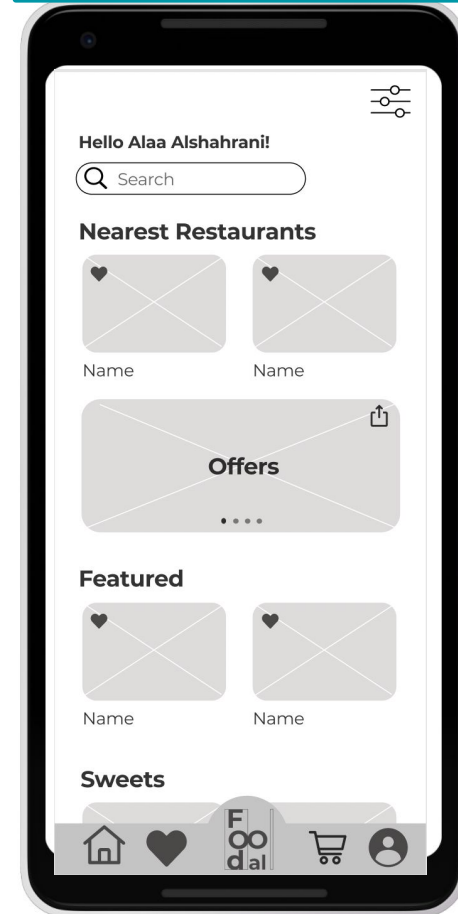 Hello Alaa Alshahrani!
Search
Nearest Restaurants
Name Name
Offers
Featured
Name Name
Sweets
F
OO
d al